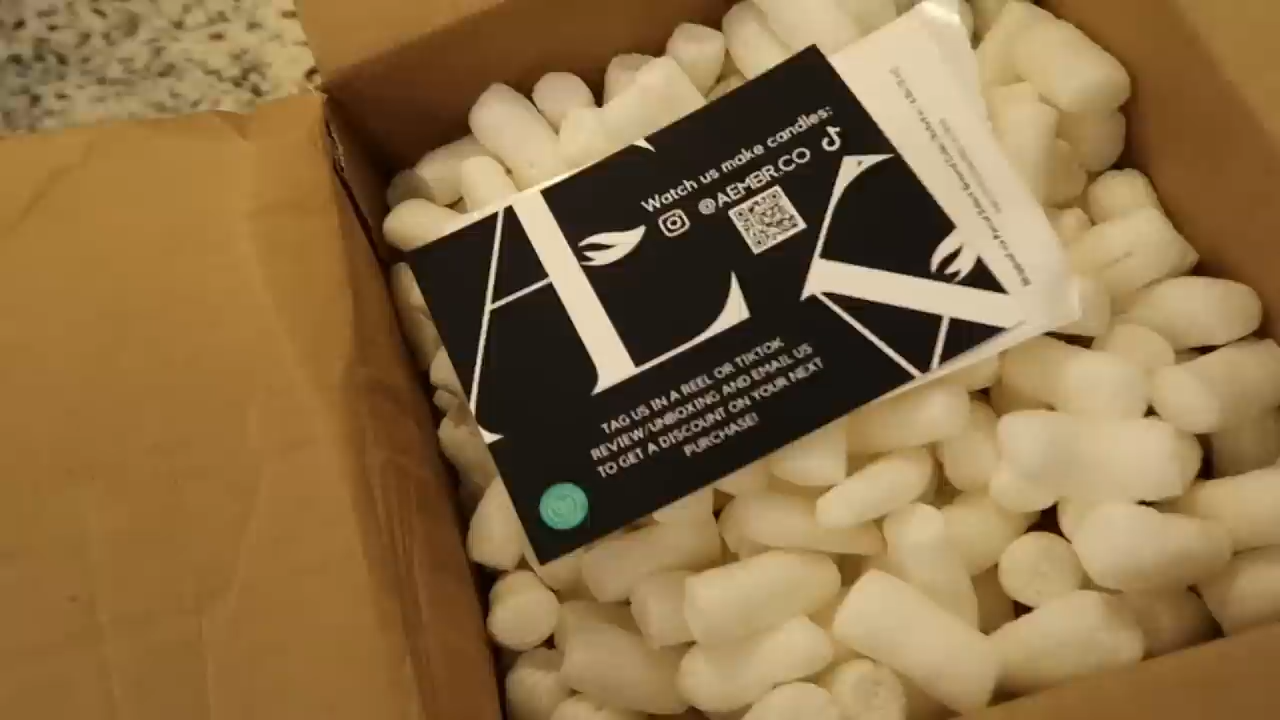 Watch us make candles:
@AEMBR.CO
Æ
TAG US IN A REEL OR TIKTOK
REVIEW/UNBOXING AND EMAIL US
TO GET A DISCOUNT ON YOUR NEXT
PURCHASE!